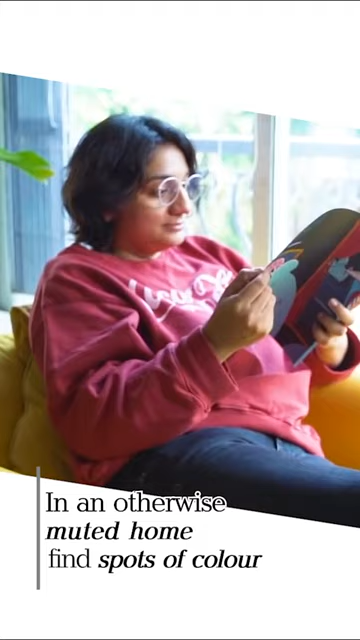 In an otherwise
muted home
find spots of colour